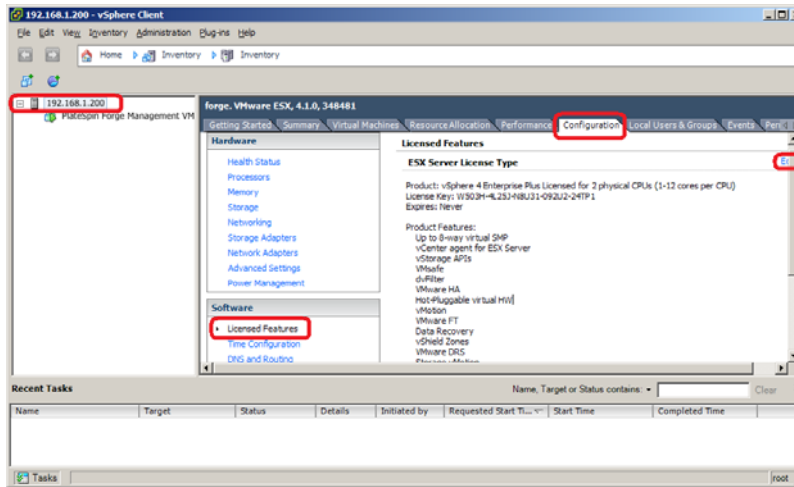 192.168.1.200 - vSphere Client
File Edit View Inventory Administration Plug-ins Help
Home Inventory Inventory
192.168.1.200
PlateSpin Forge Management VM
forge. VMware ESX, 4.1.0, 348481
Getting Started Summary Virtual Machines Resource Allocation Performance Configuration Local Users & Groups Events
Hardware
Health Status
Processors
Memory
Storage
Networking
Storage Adapters
Network Adapters
Advanced Settings
Power Management
Software
Licensed Features
Time Configuration
DNS and Routing
Licensed Features
ESX Server License Type
Product: vSphere 4 Enterprise Plus Licensed for 2 physical CPUs (1-12 cores per CPU)
License Key:
Expires: Never
Product Features:
Up to 8-way virtual SMP
vCenter agent for ESX Server
vStorage APIs
VMsafe
dvFilter
VMware HA
Hot-Pluggable virtual HW
vMotion
VMware FT
Data Recovery
vShield Zones
VMware DRS
Storage vMotion
Recent Tasks
Name, Target or Status contains: Clear
Name Target Status Details Initiated by Requested Start Ti... Start Time Completed Time
Tasks root